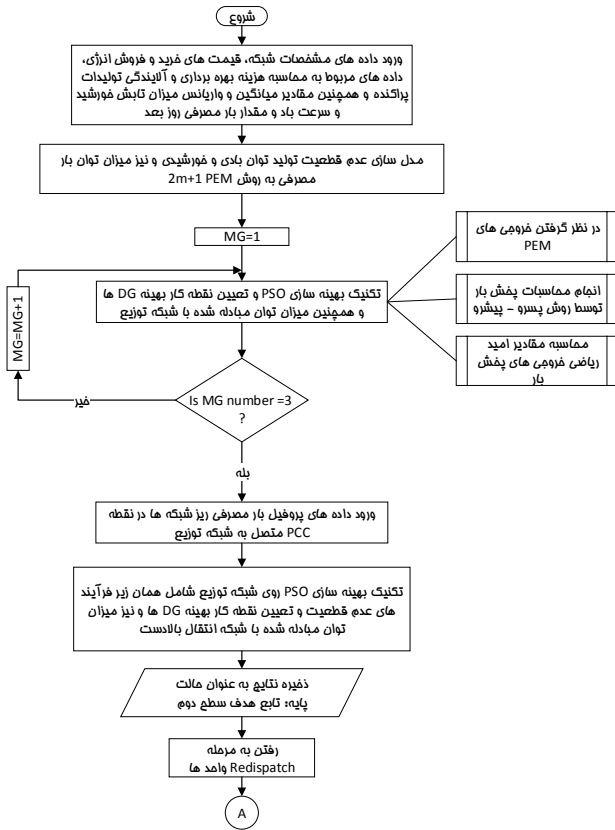 شروع
ورود داده های مشخصات شبکه، قیمت های خرید و فروش انرژی،
داده های مربوط به محاسبه هزینه بهره برداری و آلایندگی تولیدات
پراکنده و همچنین مقادیر میانگین و واریانس میزان تابش خورشید
و سرعت باد و مقدار بار مصرفی روز بعد
مدل سازی عدم قطعیت تولید توان بادی و خورشیدی و نیز میزان توان بار
مصرفی به روش 2m+1 PEM
MG=1
تکنیک بهینه سازی PSO و تعیین نقطه کار بهینه DG ها
و همچنین میزان توان مبادله شده با شبکه توزیع
در نظر گرفتن خروجی های
PEM
انجام محاسبات پخش بار
توسط روش پسرو – پیشرو
محاسبه مقادیر امید
ریاضی خروجی های پخش
بار
MG=MG+1
Is MG number =3
?
خیر
بله
ورود داده های پروفیل بار مصرفی ریز شبکه ها در نقطه
PCC متصل به شبکه توزیع
تکنیک بهینه سازی PSO روی شبکه توزیع شامل همان زیر فرآیند
های عدم قطعیت و تعیین نقطه کار بهینه DG ها و نیز میزان
توان مبادله شده با شبکه انتقال بالادست
ذخیره نتایج به عنوان حالت
پایه: تابع هدف سطح دوم
رفتن به مرحله
Redispatch واحد ها
A